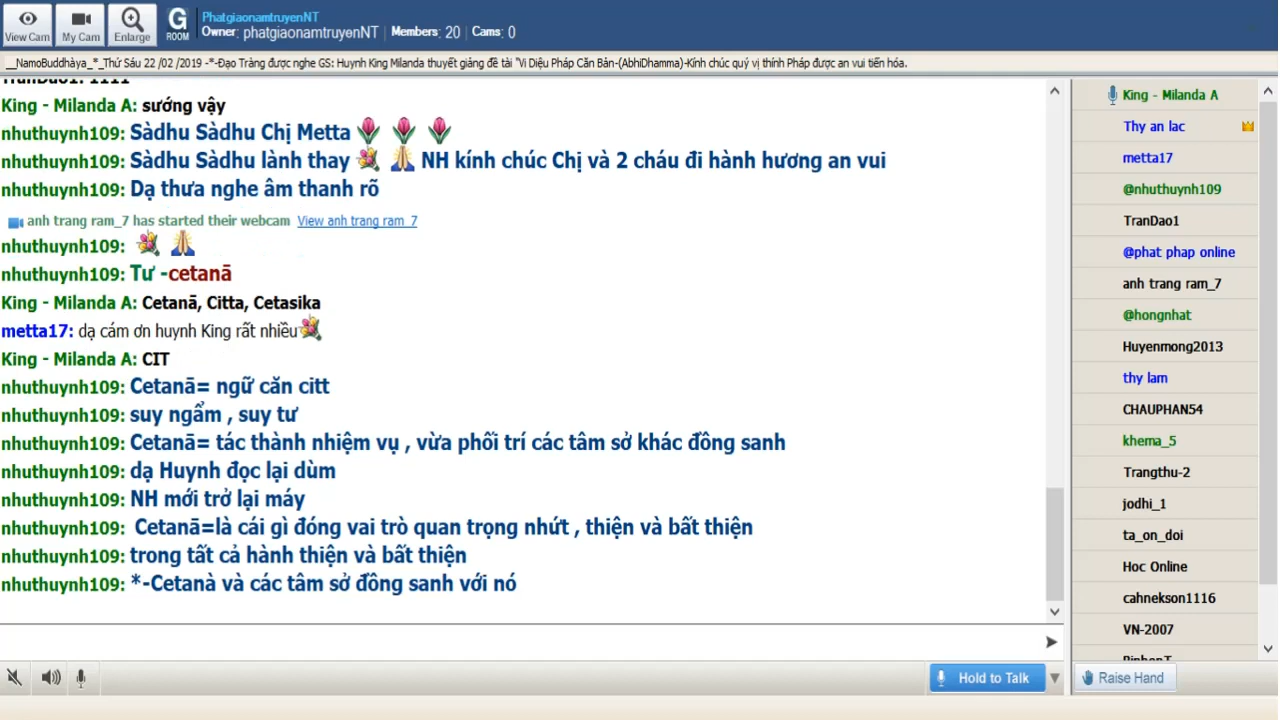 View Cam
My Cam
Enlarge
G
ROOM
PhatgiaonamtruyenNT
Owner: phatgiaonamtruyenNT | Members: 20 | Cams: 0
__NamoBuddhàya_*_Thứ Sáu 22 /02 /2019 -*-Đạo Tràng được nghe GS: Huynh King Milanda thuyết giảng đề tài "Vi Diệu Pháp Căn Bản-(AbhiDhamma)-Kính chúc quý vị thính Pháp được an vui tiến hóa.
TranDao1: 1111
King - Milanda A: sướng vậy
nhuthuynh109: Sàdhu Sàdhu Chị Metta
nhuthuynh109: Sàdhu Sàdhu lành thay NH kính chúc Chị và 2 cháu đi hành hương an vui
nhuthuynh109: Dạ thưa nghe âm thanh rõ
anh trang ram_7 has started their webcam View anh trang ram_7
nhuthuynh109:
nhuthuynh109: Tư -cetanā
King - Milanda A: Cetanā, Citta, Cetasika
metta17: dạ cám ơn huynh King rất nhiều
King - Milanda A: CIT
nhuthuynh109: Cetanā= ngữ căn citt
nhuthuynh109: suy ngẩm , suy tư
nhuthuynh109: Cetanā= tác thành nhiệm vụ , vừa phối trí các tâm sở khác đồng sanh
nhuthuynh109: dạ Huynh đọc lại dùm
nhuthuynh109: NH mới trở lại máy
nhuthuynh109: Cetanā=là cái gì đóng vai trò quan trọng nhứt , thiện và bất thiện
nhuthuynh109: trong tất cả hành thiện và bất thiện
nhuthuynh109: *-Cetanà và các tâm sở đồng sanh với nó
King - Milanda A
Thy an lac
metta17
@nhuthuynh109
TranDao1
@phat phap online
anh trang ram_7
@hongnhat
Huyenmong2013
thy lam
CHAUPHAN54
khema_5
Trangthu-2
jodhi_1
ta_on_doi
Hoc Online
cahnekson1116
VN-2007
Hold to Talk
Raise Hand